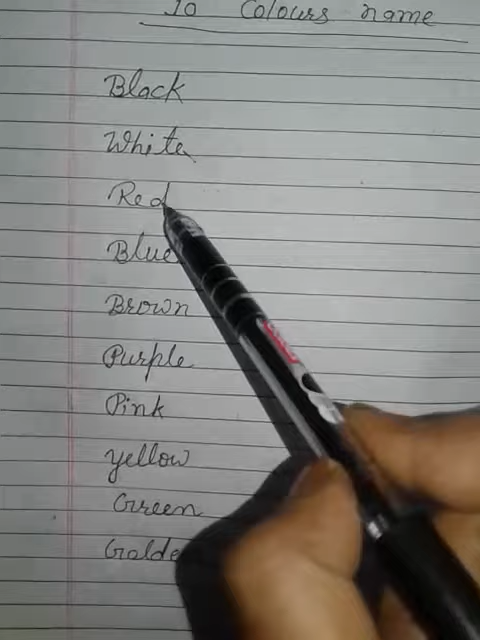 10 Colours name
Black
White
Red
Blue
Brown
Purple
Pink
yellow
Green
Golde